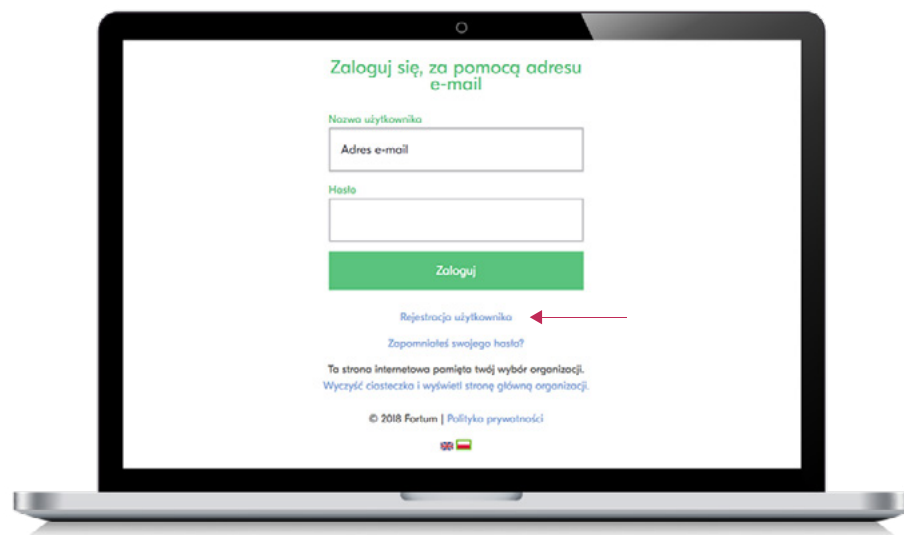 Zaloguj się, za pomocą adresu
e-mail
Nazwa użytkownika
Adres e-mail
Hasło
Zaloguj
Rejestracja użytkownika
Zapomniałeś swojego hasła?
Ta strona internetowa pamięta twój wybór organizacji.
Wyczyść ciasteczka i wyświetl stronę główną organizacji.
© 2018 Fortum | Polityka prywatności